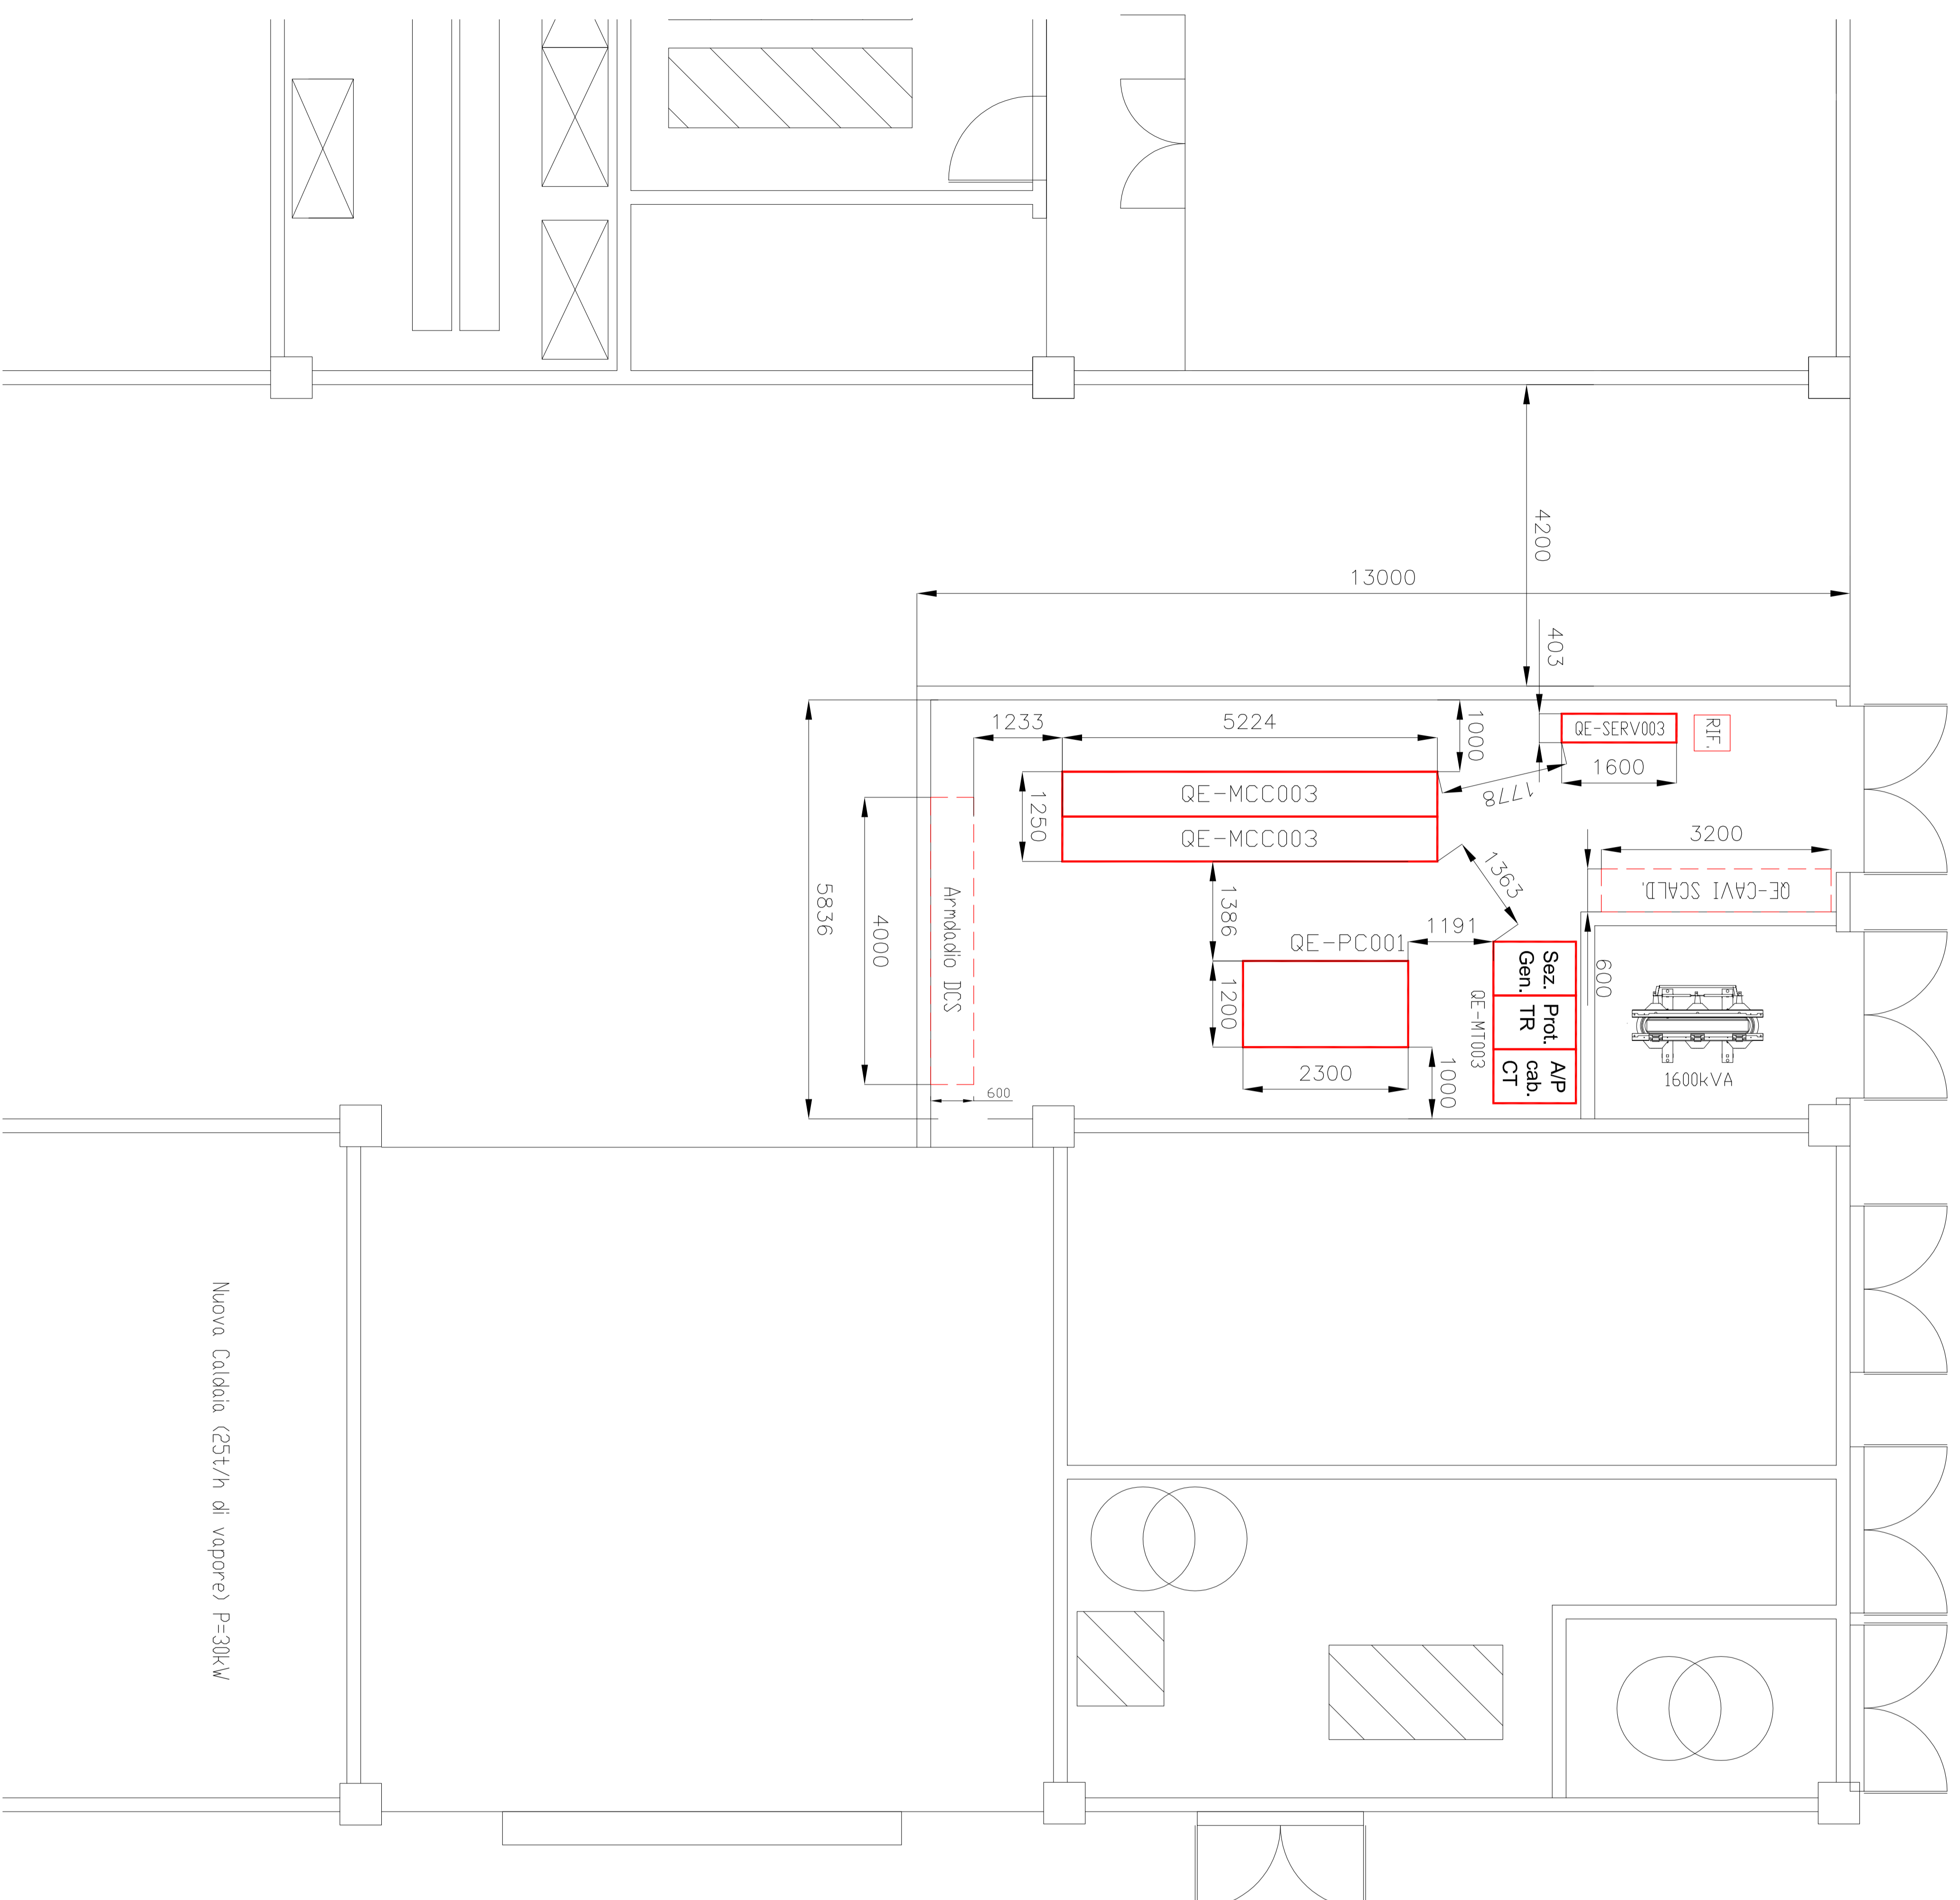 4200
13000
403
1233
5224
1000
QE-SERV003
RIF.
1600
1778
QE-MCC003
QE-MCC003
1250
3200
QE-CAVI SCALD.
1363
5836
4000
Armdadio DCS
1386
1191
QE-PC001
1200
2300
1000
600
QE-MT003
Sez.
Gen.
Prot.
TR
A/P
cab.
CT
600
1600kVA
Nuova Caldaia (25t/h di vapore) P=30kW